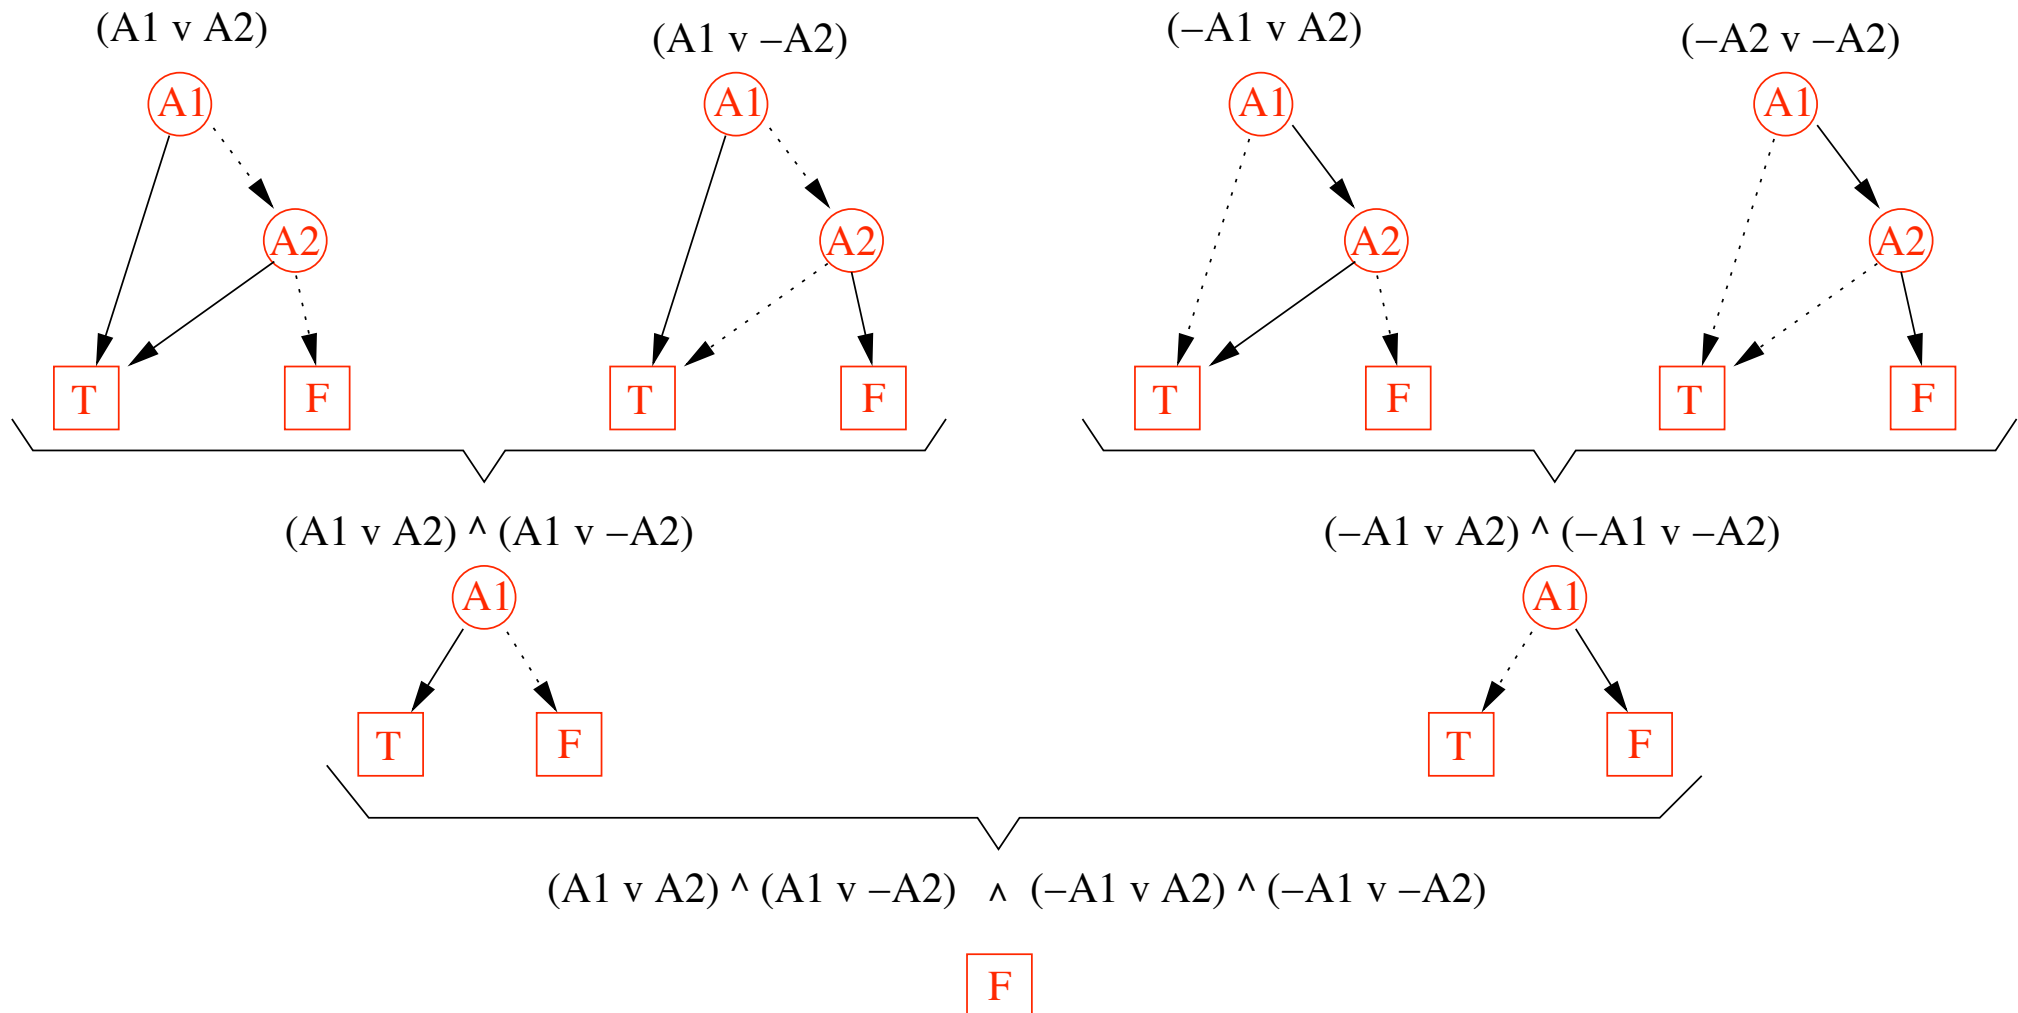 (A1 v A2)
(A1 v −A2)
(−A1 v A2)
(−A2 v −A2)
A1
A1
A1
A1
A2
A2
A2
A2
T
F
T
F
T
F
T
F
(A1 v A2) ^ (A1 v −A2)
(−A1 v A2) ^ (−A1 v −A2)
A1
A1
T
F
T
F
(A1 v A2) ^ (A1 v −A2) ^ (−A1 v A2) ^ (−A1 v −A2)
F